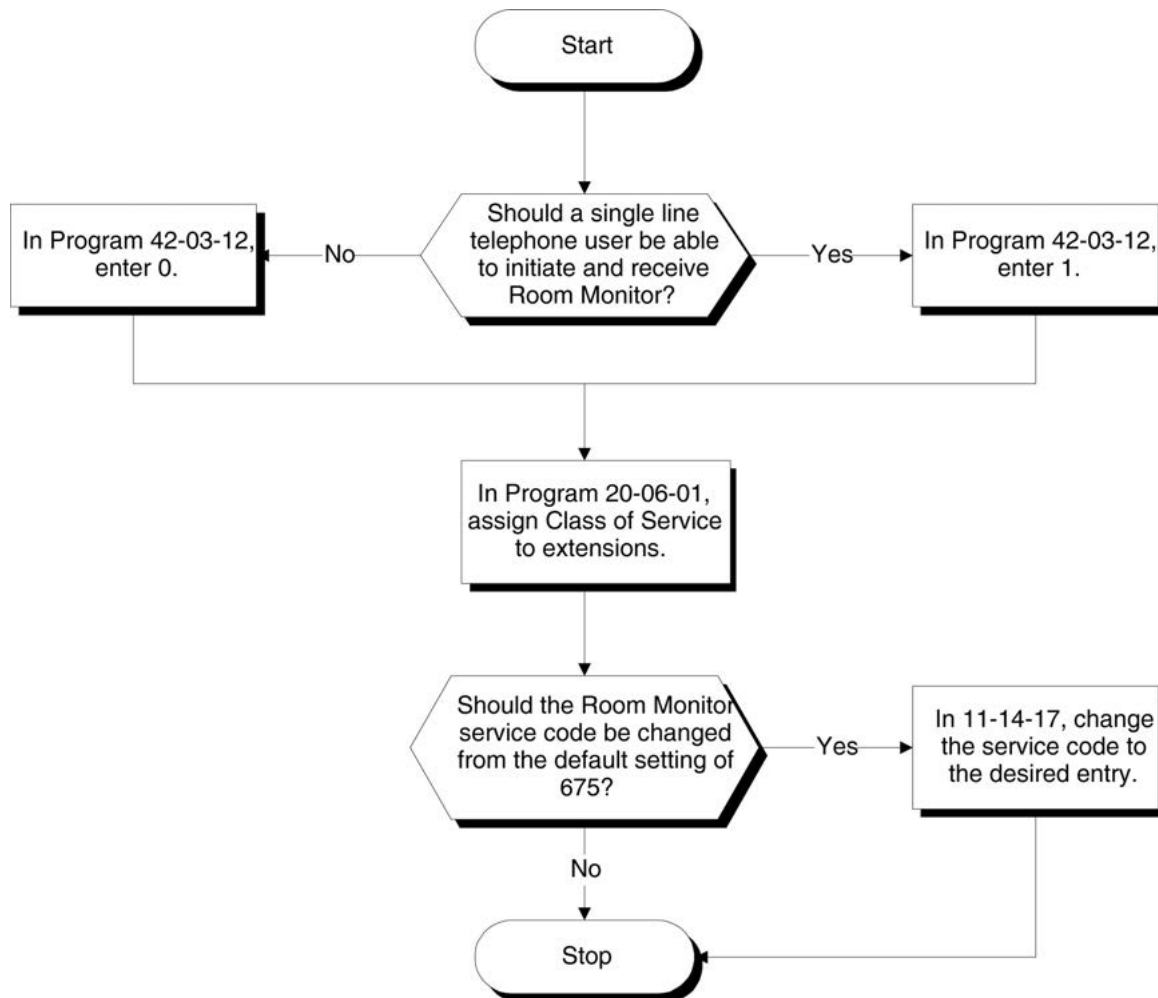 Start
Should a single line
telephone user be able
to initiate and receive
Room Monitor?
No
Yes
In Program 42-03-12,
enter 0.
In Program 42-03-12,
enter 1.
In Program 20-06-01,
assign Class of Service
to extensions.
Should the Room Monitor
service code be changed
from the default setting of
675?
Yes
In 11-14-17, change
the service code to
the desired entry.
No
Stop